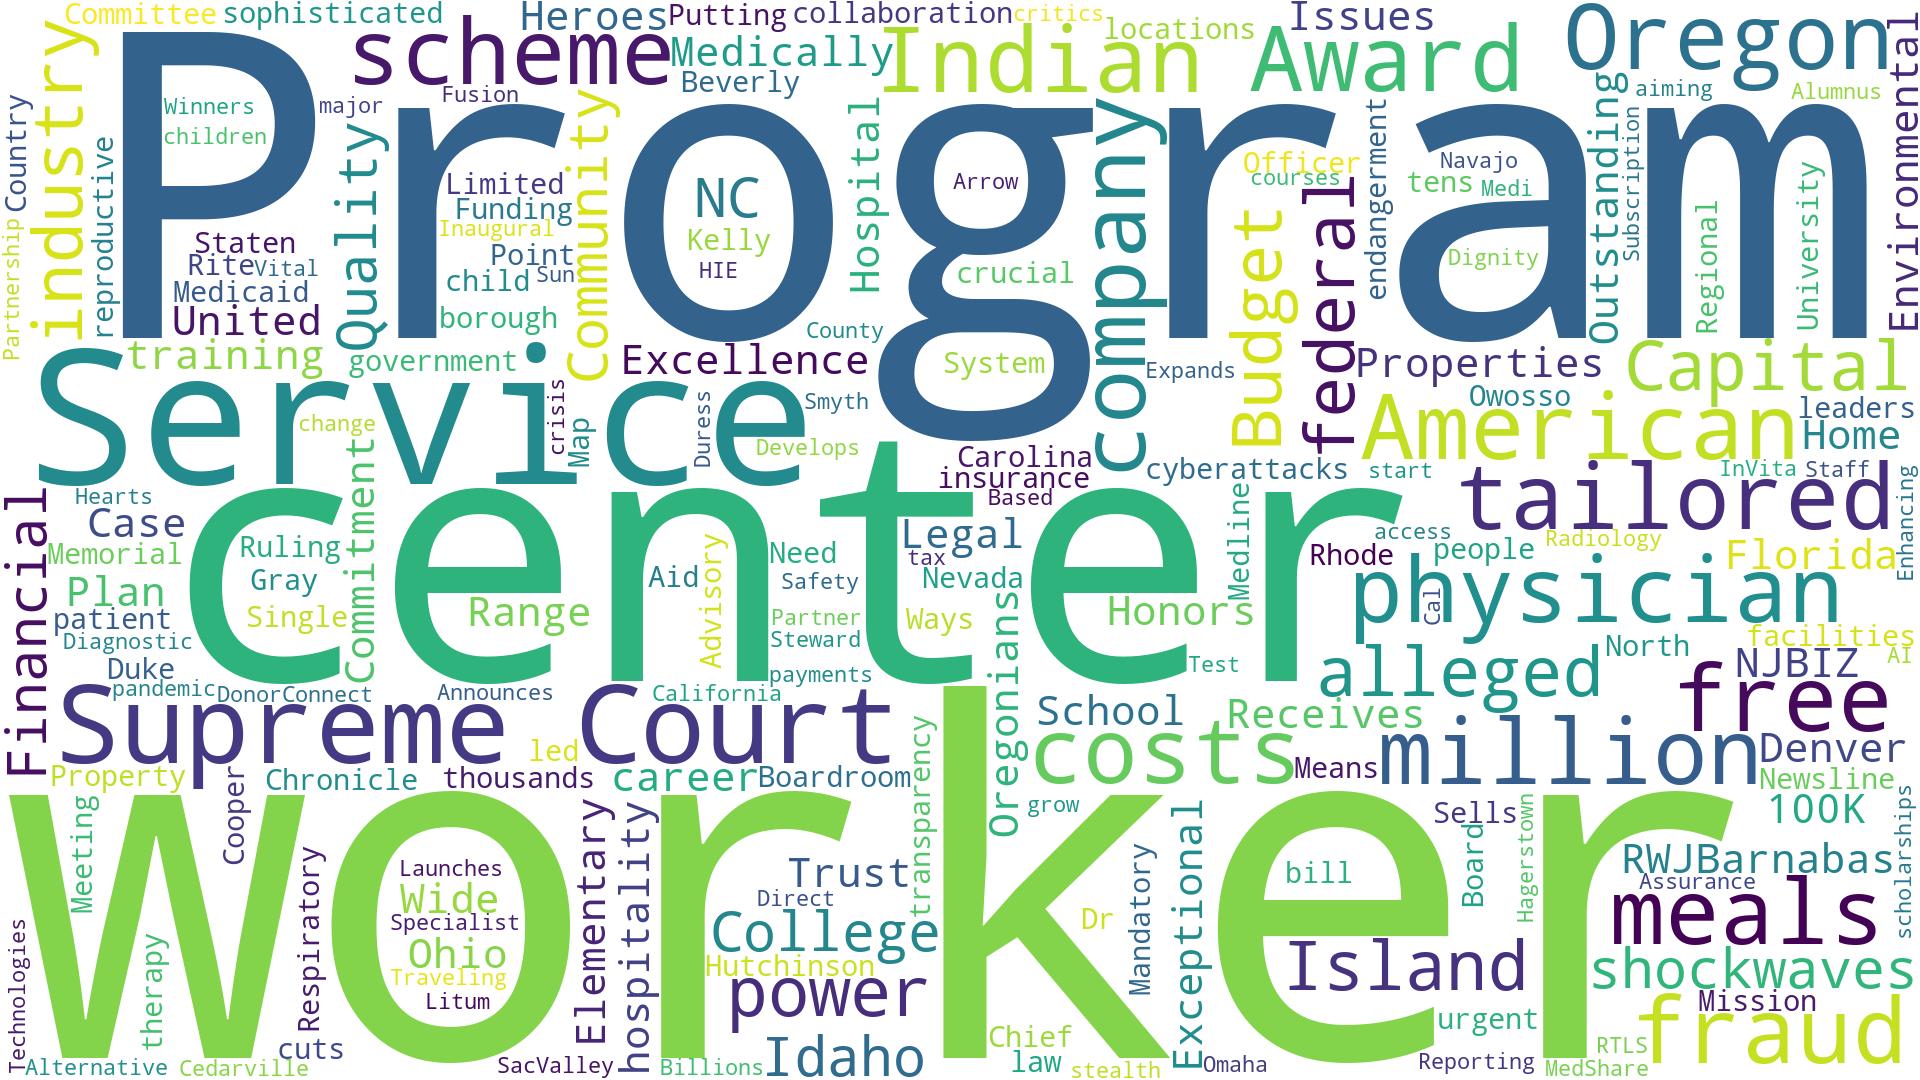 Committee
sophisticated
Heroes
Putting
collaboration
critics
locations
Issues
Oregon
scheme
Medically
Indian
Award
Environmental
industry
Beverly
aiming
Alumnus
Country
Winners
major
Fusion
Program
children
reproductive
Quality
Community
Hospital
company
endangerment
Outstanding
Subscription
Officer
courses
Navajo
tens
Medi
Limited
Funding
Inaugural
NC
Arrow
Kelly
HIE
crucial
Budget
federal
Dignity
Regional
University
Partnership
Staten
Rite
Vital
Medicaid
United
Point
child
Sun
borough
County
training
government
Excellence
System
Expands
Properties
Capital
Service
change
crisis
Map
Duress
Smyth
Develops
Owosso
American
leaders
Home
Carolina
insurance
Based
cyberattacks
start
InVita
Staff
tailored
Enhancing
Financial
Hearts
Case
Commitment
center
Memorial
Ruling
Gray
Plan
Single
patient
Diagnostic
Duke
Range
Aid
Advisory
Need
Safety
Partner
Steward
payments
Legal
tax
Nevada
Ways
Oregonians
Honors
Medline
Test
access
Rhode
people
Radiology
Florida
physician
Cal
North
facilities
AI
alleged
NJBIZ
free
pandemic
DonorConnect
Announces
California
Supreme Court
led
School
Receives
costs
million
Denver
Means
Newsline
Property
Chronicle
thousands
career
Boardroom
transparency
grow
Sells
100K
scholarships
worker
Meeting
Cooper
Respiratory
Launches
Wide
Specialist
Ohio
Traveling
Litum
Elementary
hospitality
Trust
Direct
College
Hutchinson
power
Dr
Mandatory
Exceptional
bill
Board
Hagerstown
RWJBarnabas
Assurance
meals
Island
shockwaves
Mission
Technologies
therapy
cuts
Chief
law
stealth
urgent
fraud
RTLS
Alternative
Cedarville
SacValley
Billions
Idaho
Omaha
Reporting
MedShare